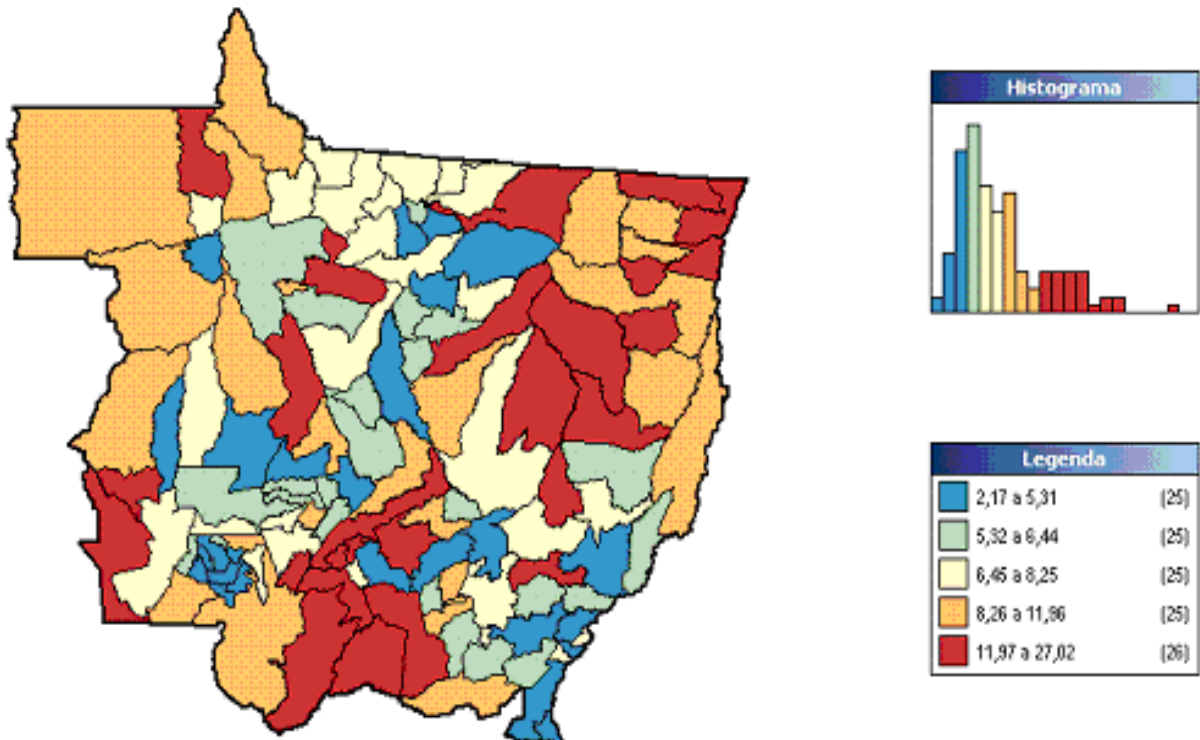 Histograma
Legenda
2,17 a 5,31 (25)
5,32 a 6,44 (25)
6,45 a 8,25 (25)
8,26 a 11,96 (25)
11,97 a 27,02 (26)